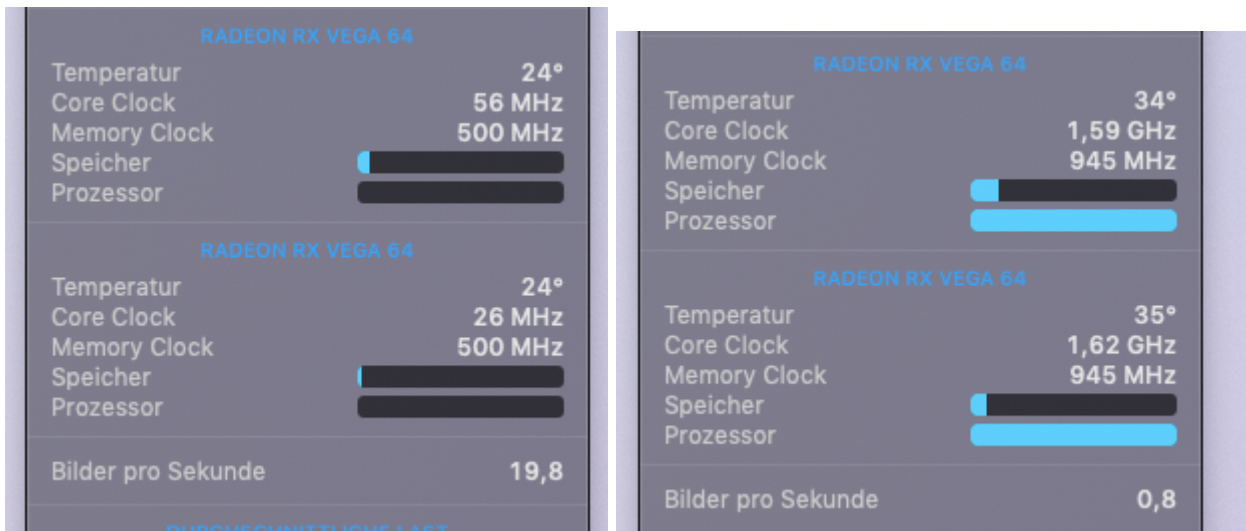 RADEON RX VEGA 64
Temperatur 24°
Core Clock 56 MHz
Memory Clock 500 MHz
Speicher
Prozessor
RADEON RX VEGA 64
Temperatur 24°
Core Clock 26 MHz
Memory Clock 500 MHz
Speicher
Prozessor
Bilder pro Sekunde 19,8
DURCHSCHNITTLICHE LAST
RADEON RX VEGA 64
Temperatur 34°
Core Clock 1,59 GHz
Memory Clock 945 MHz
Speicher
Prozessor
RADEON RX VEGA 64
Temperatur 35°
Core Clock 1,62 GHz
Memory Clock 945 MHz
Speicher
Prozessor
Bilder pro Sekunde 0,8